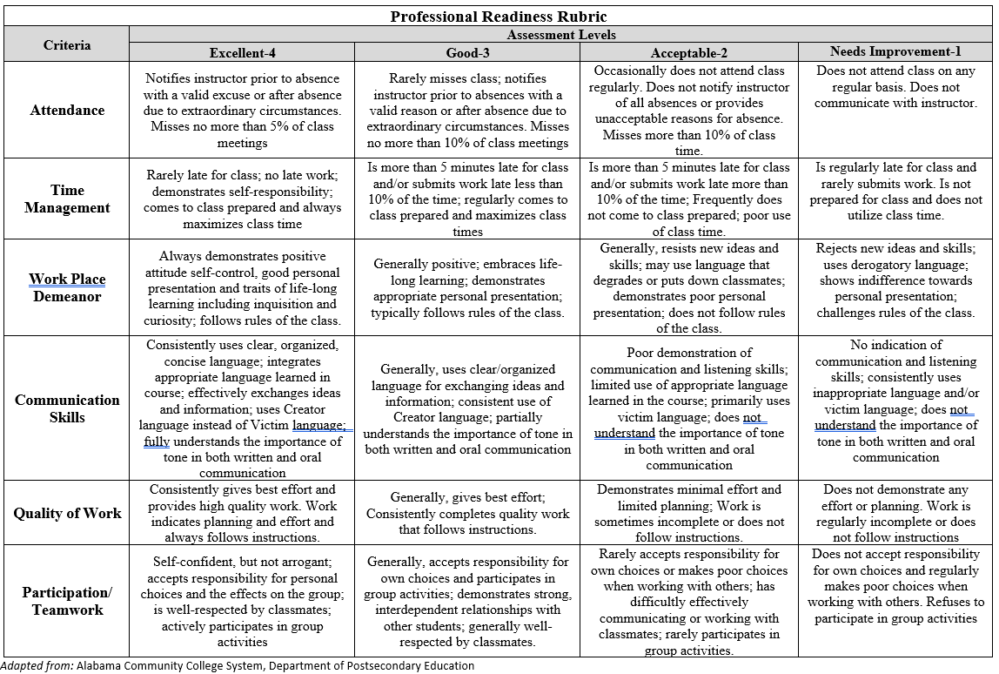 Professional Readiness Rubric
Criteria
Assessment Levels
Excellent-4
Good-3
Acceptable-2
Needs Improvement-1
Attendance
Notifies instructor prior to absence
with a valid excuse or after absence
due to extraordinary circumstances.
Misses no more than 5% of class
meetings
Rarely misses class; notifies
instructor prior to absences with a
valid reason or after absence due to
extraordinary circumstances. Misses
no more than 10% of class meetings
Occasionally does not attend class
regularly. Does not notify instructor
of all absences or provides
unacceptable reasons for absence.
Misses more than 10% of class
time.
Does not attend class on any
regular basis. Does not
communicate with instructor.
Time
Management
Rarely late for class; no late work;
demonstrates self-responsibility;
comes to class prepared and always
maximizes class time
Is more than 5 minutes late for class
and/or submits work late less than
10% of the time; regularly comes to
class prepared and maximizes class
times
Is more than 5 minutes late for class
and/or submits work late more than
10% of the time; Frequently does
not come to class prepared; poor use
of class time.
Is regularly late for class and
rarely submits work. Is not
prepared for class and does not
utilize class time.
Work Place
Demeanor
Always demonstrates positive
attitude self-control, good personal
presentation and traits of life-long
learning including inquisition and
curiosity; follows rules of the class.
Generally positive; embraces life-
long learning; demonstrates
appropriate personal presentation;
typically follows rules of the class.
Generally, resists new ideas and
skills; may use language that
degrades or puts down classmates;
demonstrates poor personal
presentation; does not follow rules
of the class.
Rejects new ideas and skills;
uses derogatory language;
shows indifference towards
personal presentation;
challenges rules of the class.
Communication
Skills
Consistently uses clear, organized,
concise language; integrates
appropriate language learned in
course; effectively exchanges ideas
and information; uses Creator
language instead of Victim language;
fully understands the importance of
tone in both written and oral
communication
Generally, uses clear/organized
language for exchanging ideas and
information; consistent use of
Creator language; partially
understands the importance of tone in
both written and oral communication
Poor demonstration of
communication and listening skills;
limited use of appropriate language
learned in the course; primarily uses
victim language; does not
understand the importance of tone
in both written and oral
communication
No indication of
communication and listening
skills; consistently uses
inappropriate language and/or
victim language; does not
understand the importance of
tone in both written and oral
communication
Quality of Work
Consistently gives best effort and
provides high quality work. Work
indicates planning and effort and
always follows instructions.
Generally, gives best effort;
Consistently completes quality work
that follows instructions.
Demonstrates minimal effort and
limited planning; Work is
sometimes incomplete or does not
follow instructions.
Does not demonstrate any
effort or planning. Work is
regularly incomplete or does
not follow instructions
Participation/
Teamwork
Self-confident, but not arrogant;
accepts responsibility for personal
choices and the effects on the group;
is well-respected by classmates;
actively participates in group
activities
Generally, accepts responsibility for
own choices and participates in
group activities; demonstrates strong,
interdependent relationships with
other students; generally well-
respected by classmates.
Rarely accepts responsibility for
own choices or makes poor choices
when working with others; has
difficultly effectively
communicating or working with
classmates; rarely participates in
group activities.
Does not accept responsibility
for own choices and regularly
makes poor choices when
working with others. Refuses to
participate in group activities
Adapted from: Alabama Community College System, Department of Postsecondary Education